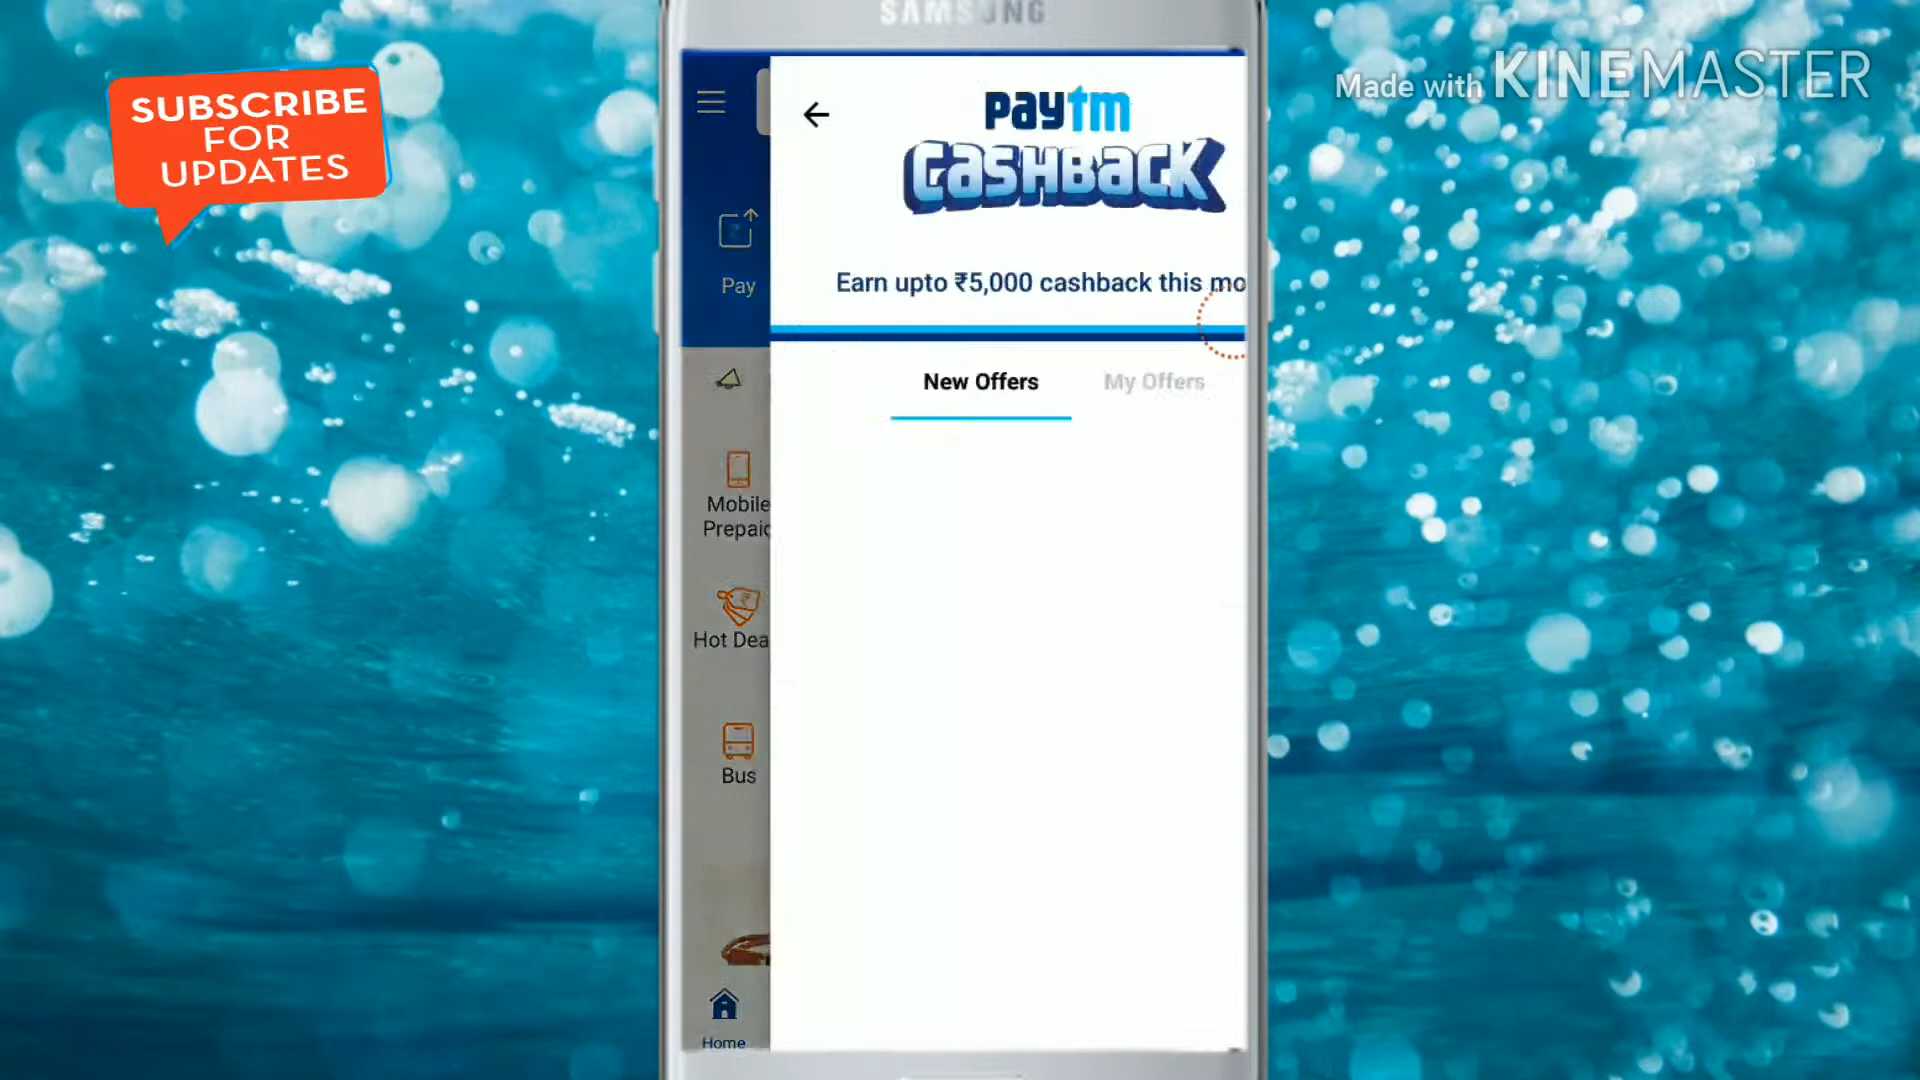 SAMSUNG
SUBSCRIBE
FOR
UPDATES
Made with KINEMASTER
paytm
CASHBACK
Pay
Earn upto ₹5,000 cashback this mo
New Offers
My Offers
Mobile
Prepaid
Hot Dea
Bus
Home